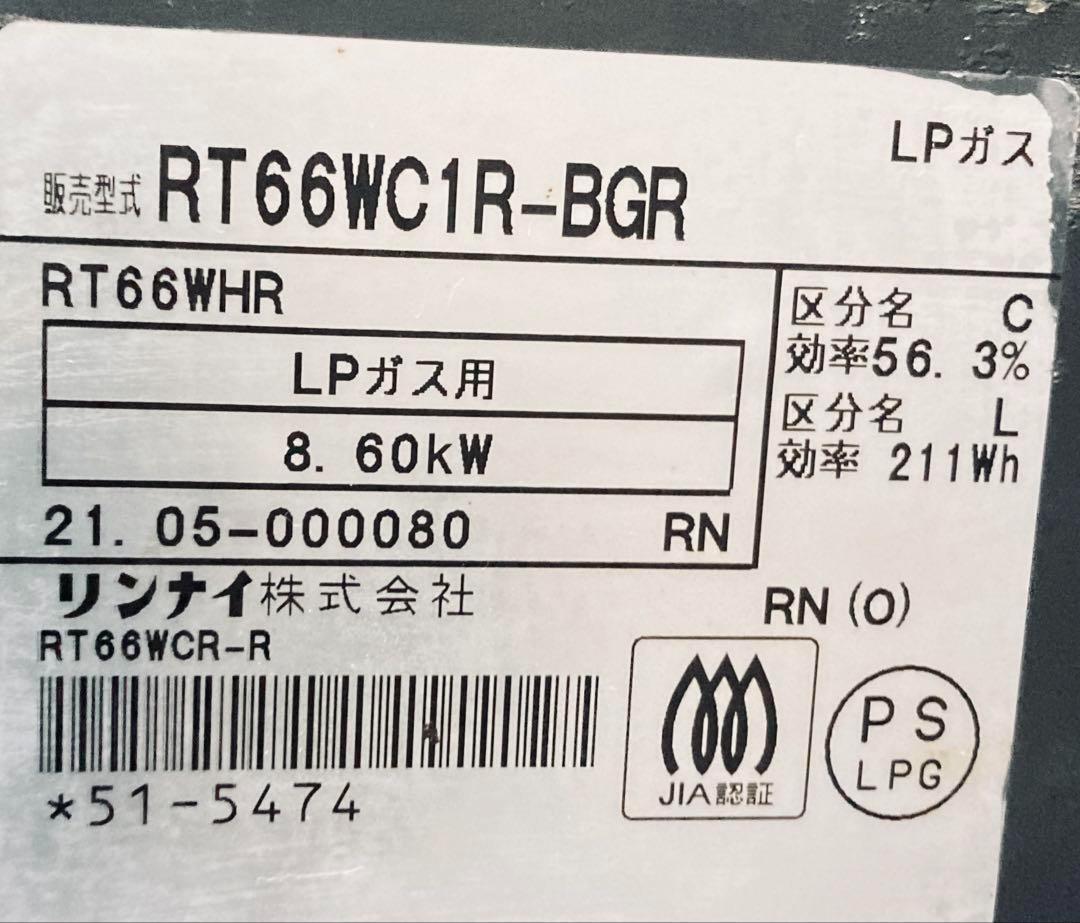 LPガス
販売型式 RT66WC1R-BGR
RT66WHR
LPガス用
8.60kW
21.05-000080 RN
区分名 C
効率56.3%
区分名 L
効率 211Wh
リンナイ株式会社
RN(O)
RT66WCR-R
*51-5474
JIA認証
PS
LPG